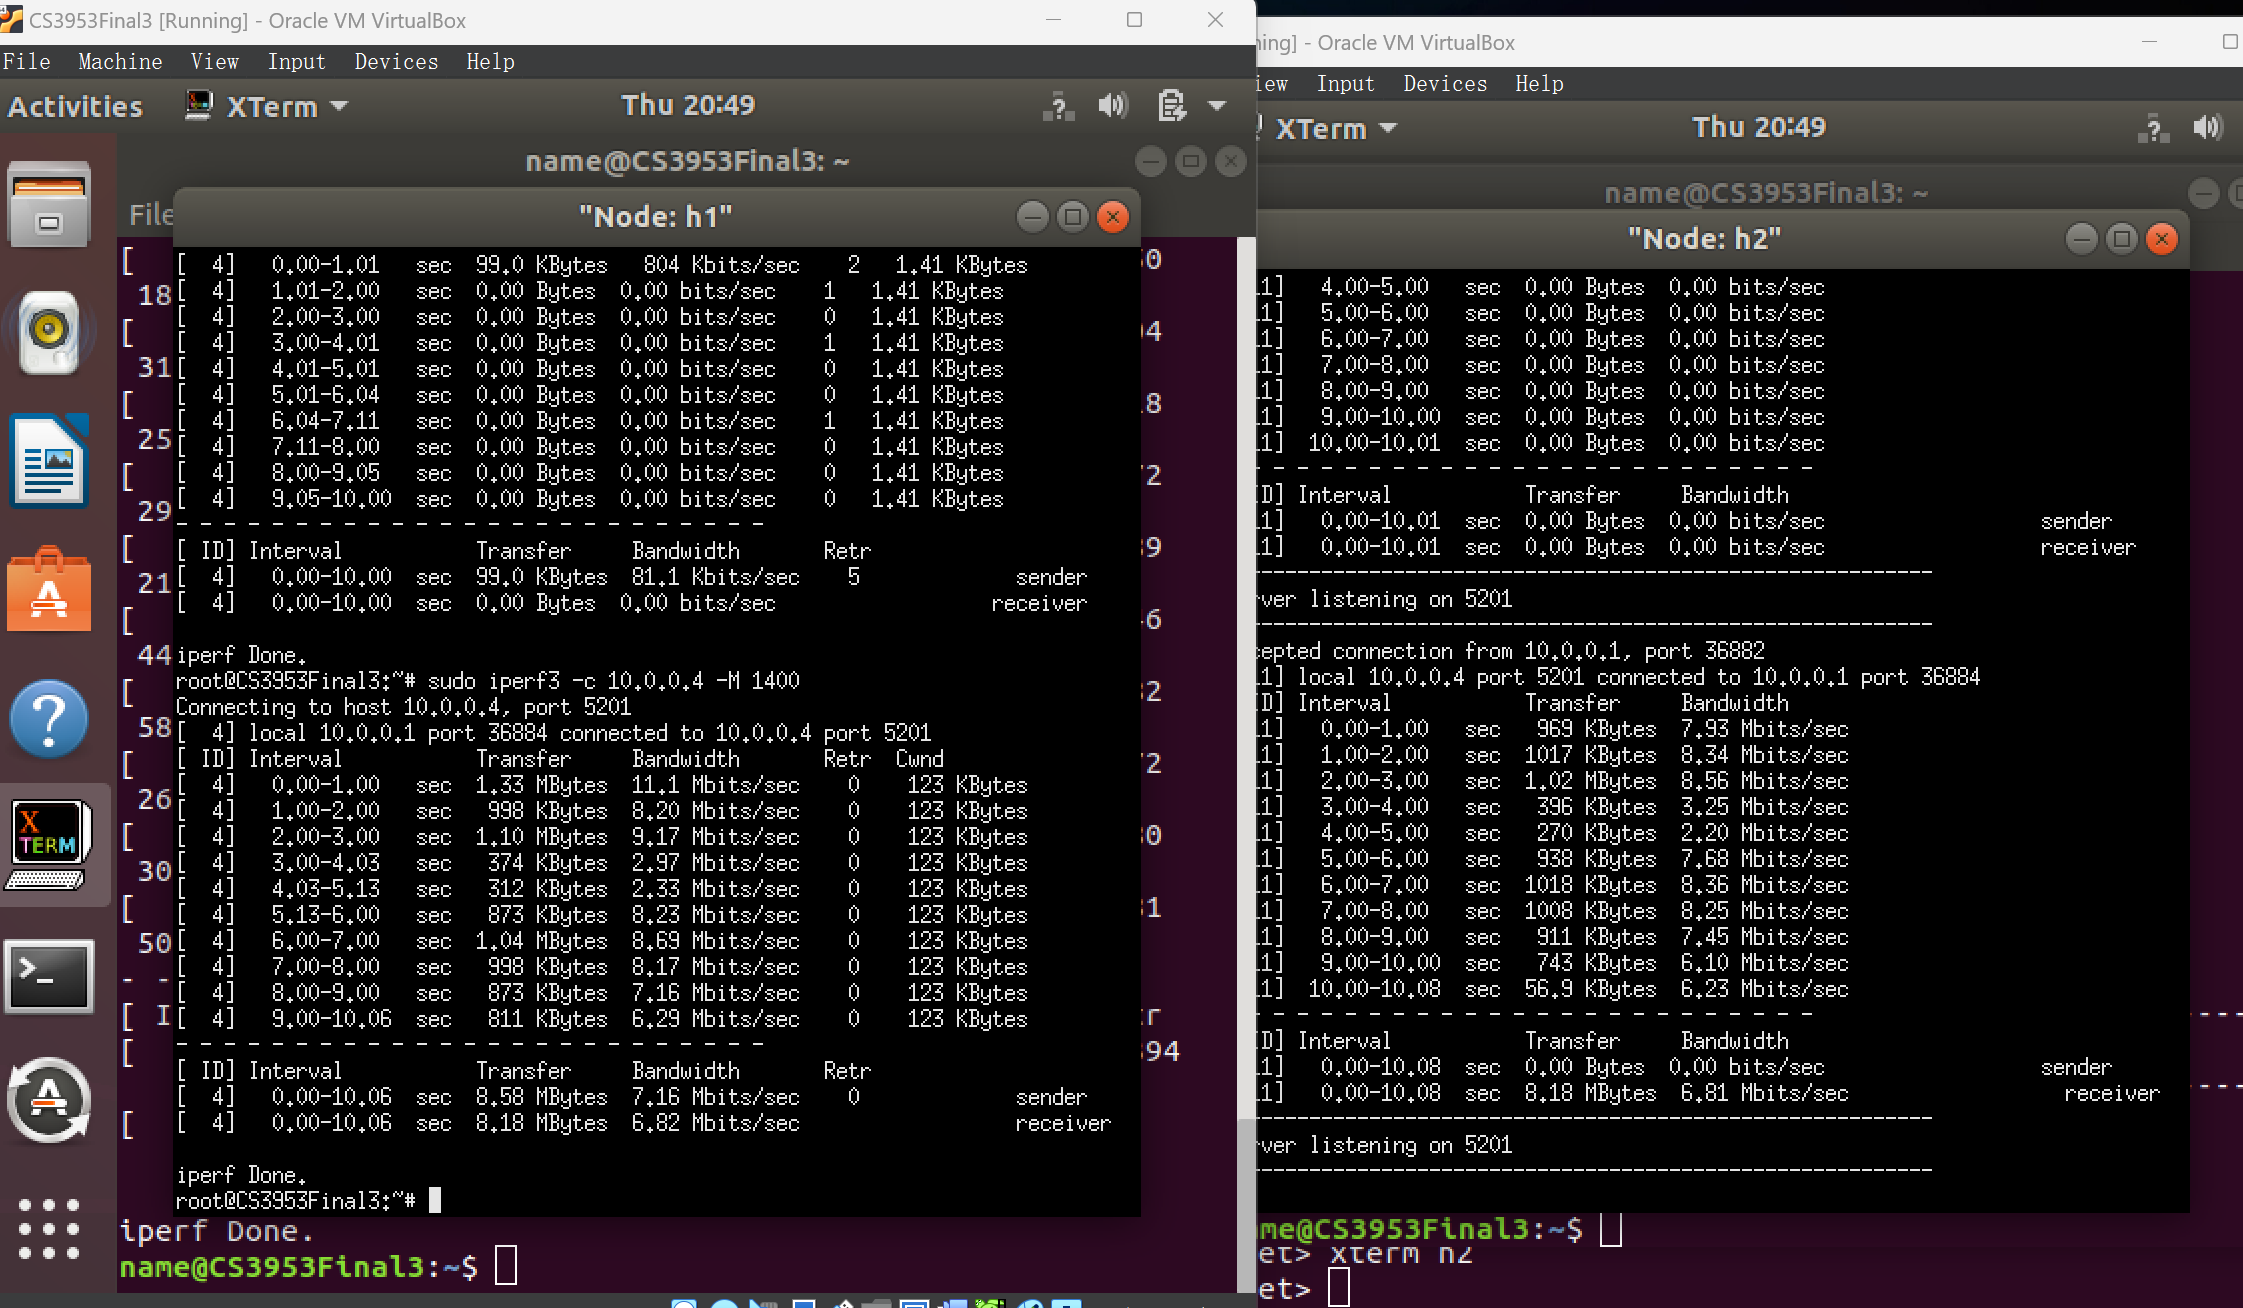 CS3953Final3 [Running] - Oracle VM VirtualBox
File Machine View Input Devices Help
Activities XTerm Thu 20:49
name@CS3953Final3: ~
File
"Node: h1"
[ 4] 0.00-1.01 sec 99.0 KBytes 804 Kbits/sec 2 1.41 KBytes
[ 4] 1.01-2.00 sec 0.00 Bytes 0.00 bits/sec 1 1.41 KBytes
[ 4] 2.00-3.00 sec 0.00 Bytes 0.00 bits/sec 0 1.41 KBytes
[ 4] 3.00-4.01 sec 0.00 Bytes 0.00 bits/sec 1 1.41 KBytes
[ 4] 4.01-5.01 sec 0.00 Bytes 0.00 bits/sec 0 1.41 KBytes
[ 4] 5.01-6.04 sec 0.00 Bytes 0.00 bits/sec 0 1.41 KBytes
[ 4] 6.04-7.11 sec 0.00 Bytes 0.00 bits/sec 1 1.41 KBytes
[ 4] 7.11-8.00 sec 0.00 Bytes 0.00 bits/sec 0 1.41 KBytes
[ 4] 8.00-9.05 sec 0.00 Bytes 0.00 bits/sec 0 1.41 KBytes
[ 4] 9.05-10.00 sec 0.00 Bytes 0.00 bits/sec 0 1.41 KBytes
- - - - - - - - - - - - - - - - - - - - - - - - -
[ ID] Interval Transfer Bandwidth Retr
[ 4] 0.00-10.00 sec 99.0 KBytes 81.1 Kbits/sec 5 sender
[ 4] 0.00-10.00 sec 0.00 Bytes 0.00 bits/sec receiver
iperf Done.
root@CS3953Final3:~# sudo iperf3 -c 10.0.0.4 -M 1400
Connecting to host 10.0.0.4, port 5201
[ 4] local 10.0.0.1 port 36884 connected to 10.0.0.4 port 5201
[ ID] Interval Transfer Bandwidth Retr Cwnd
[ 4] 0.00-1.00 sec 1.33 MBytes 11.1 Mbits/sec 0 123 KBytes
[ 4] 1.00-2.00 sec 998 KBytes 8.20 Mbits/sec 0 123 KBytes
[ 4] 2.00-3.00 sec 1.10 MBytes 9.17 Mbits/sec 0 123 KBytes
[ 4] 3.00-4.03 sec 374 KBytes 2.97 Mbits/sec 0 123 KBytes
[ 4] 4.03-5.13 sec 312 KBytes 2.33 Mbits/sec 0 123 KBytes
[ 4] 5.13-6.00 sec 873 KBytes 8.23 Mbits/sec 0 123 KBytes
[ 4] 6.00-7.00 sec 1.04 MBytes 8.69 Mbits/sec 0 123 KBytes
[ 4] 7.00-8.00 sec 998 KBytes 8.17 Mbits/sec 0 123 KBytes
[ 4] 8.00-9.00 sec 873 KBytes 7.16 Mbits/sec 0 123 KBytes
[ 4] 9.00-10.06 sec 811 KBytes 6.29 Mbits/sec 0 123 KBytes
- - - - - - - - - - - - - - - - - - - - - - - - -
[ ID] Interval Transfer Bandwidth Retr
[ 4] 0.00-10.06 sec 8.58 MBytes 7.16 Mbits/sec 0 sender
[ 4] 0.00-10.06 sec 8.18 MBytes 6.82 Mbits/sec receiver
iperf Done.
root@CS3953Final3:~#
iperf Done.
name@CS3953Final3:~$
ing] - Oracle VM VirtualBox
iew Input Devices Help
XTerm Thu 20:49
name@CS3953Final3: ~
"Node: h2"
11] 4.00-5.00 sec 0.00 Bytes 0.00 bits/sec
11] 5.00-6.00 sec 0.00 Bytes 0.00 bits/sec
11] 6.00-7.00 sec 0.00 Bytes 0.00 bits/sec
11] 7.00-8.00 sec 0.00 Bytes 0.00 bits/sec
11] 8.00-9.00 sec 0.00 Bytes 0.00 bits/sec
11] 9.00-10.00 sec 0.00 Bytes 0.00 bits/sec
11] 10.00-10.01 sec 0.00 Bytes 0.00 bits/sec
- - - - - - - - - - - - - - - - - - - - - - - -
ID] Interval Transfer Bandwidth
11] 0.00-10.01 sec 0.00 Bytes 0.00 bits/sec sender
11] 0.00-10.01 sec 0.00 Bytes 0.00 bits/sec receiver
rver listening on 5201
epted connection from 10.0.0.1, port 36882
11] local 10.0.0.4 port 5201 connected to 10.0.0.1 port 36884
ID] Interval Transfer Bandwidth
11] 0.00-1.00 sec 969 KBytes 7.93 Mbits/sec
11] 1.00-2.00 sec 1017 KBytes 8.34 Mbits/sec
11] 2.00-3.00 sec 1.02 MBytes 8.56 Mbits/sec
11] 3.00-4.00 sec 396 KBytes 3.25 Mbits/sec
11] 4.00-5.00 sec 270 KBytes 2.20 Mbits/sec
11] 5.00-6.00 sec 938 KBytes 7.68 Mbits/sec
11] 6.00-7.00 sec 1018 KBytes 8.36 Mbits/sec
11] 7.00-8.00 sec 1008 KBytes 8.25 Mbits/sec
11] 8.00-9.00 sec 911 KBytes 7.45 Mbits/sec
11] 9.00-10.00 sec 743 KBytes 6.10 Mbits/sec
11] 10.00-10.08 sec 56.9 KBytes 6.23 Mbits/sec
- - - - - - - - - - - - - - - - - - - - - - - -
ID] Interval Transfer Bandwidth
11] 0.00-10.08 sec 0.00 Bytes 0.00 bits/sec sender
11] 0.00-10.08 sec 8.18 MBytes 6.81 Mbits/sec receiver
rver listening on 5201
me@CS3953Final3:~$
et> xterm h2
et>